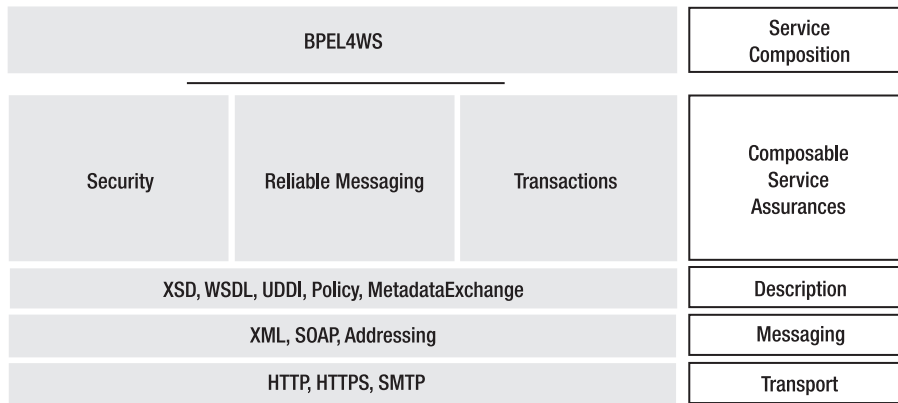 BPEL4WS
Service
Composition
Security
Reliable Messaging
Transactions
Composable
Service
Assurances
XSD, WSDL, UDDI, Policy, MetadataExchange
Description
XML, SOAP, Addressing
Messaging
HTTP, HTTPS, SMTP
Transport